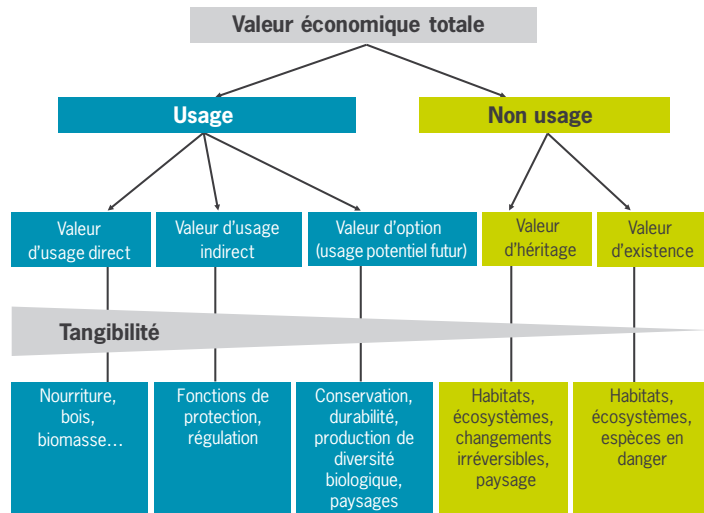 Valeur économique totale
Usage
Non usage
Valeur
d'usage direct
Valeur d'usage
indirect
Valeur d'option
(usage potentiel futur)
Valeur
d'héritage
Valeur
d'existence
Tangibilité
Nourriture,
bois,
biomasse…
Fonctions de
protection,
régulation
Conservation,
durabilité,
production de
diversité
biologique,
paysages
Habitats,
écosystèmes,
changements
irréversibles,
paysage
Habitats,
écosystèmes,
espèces en
danger